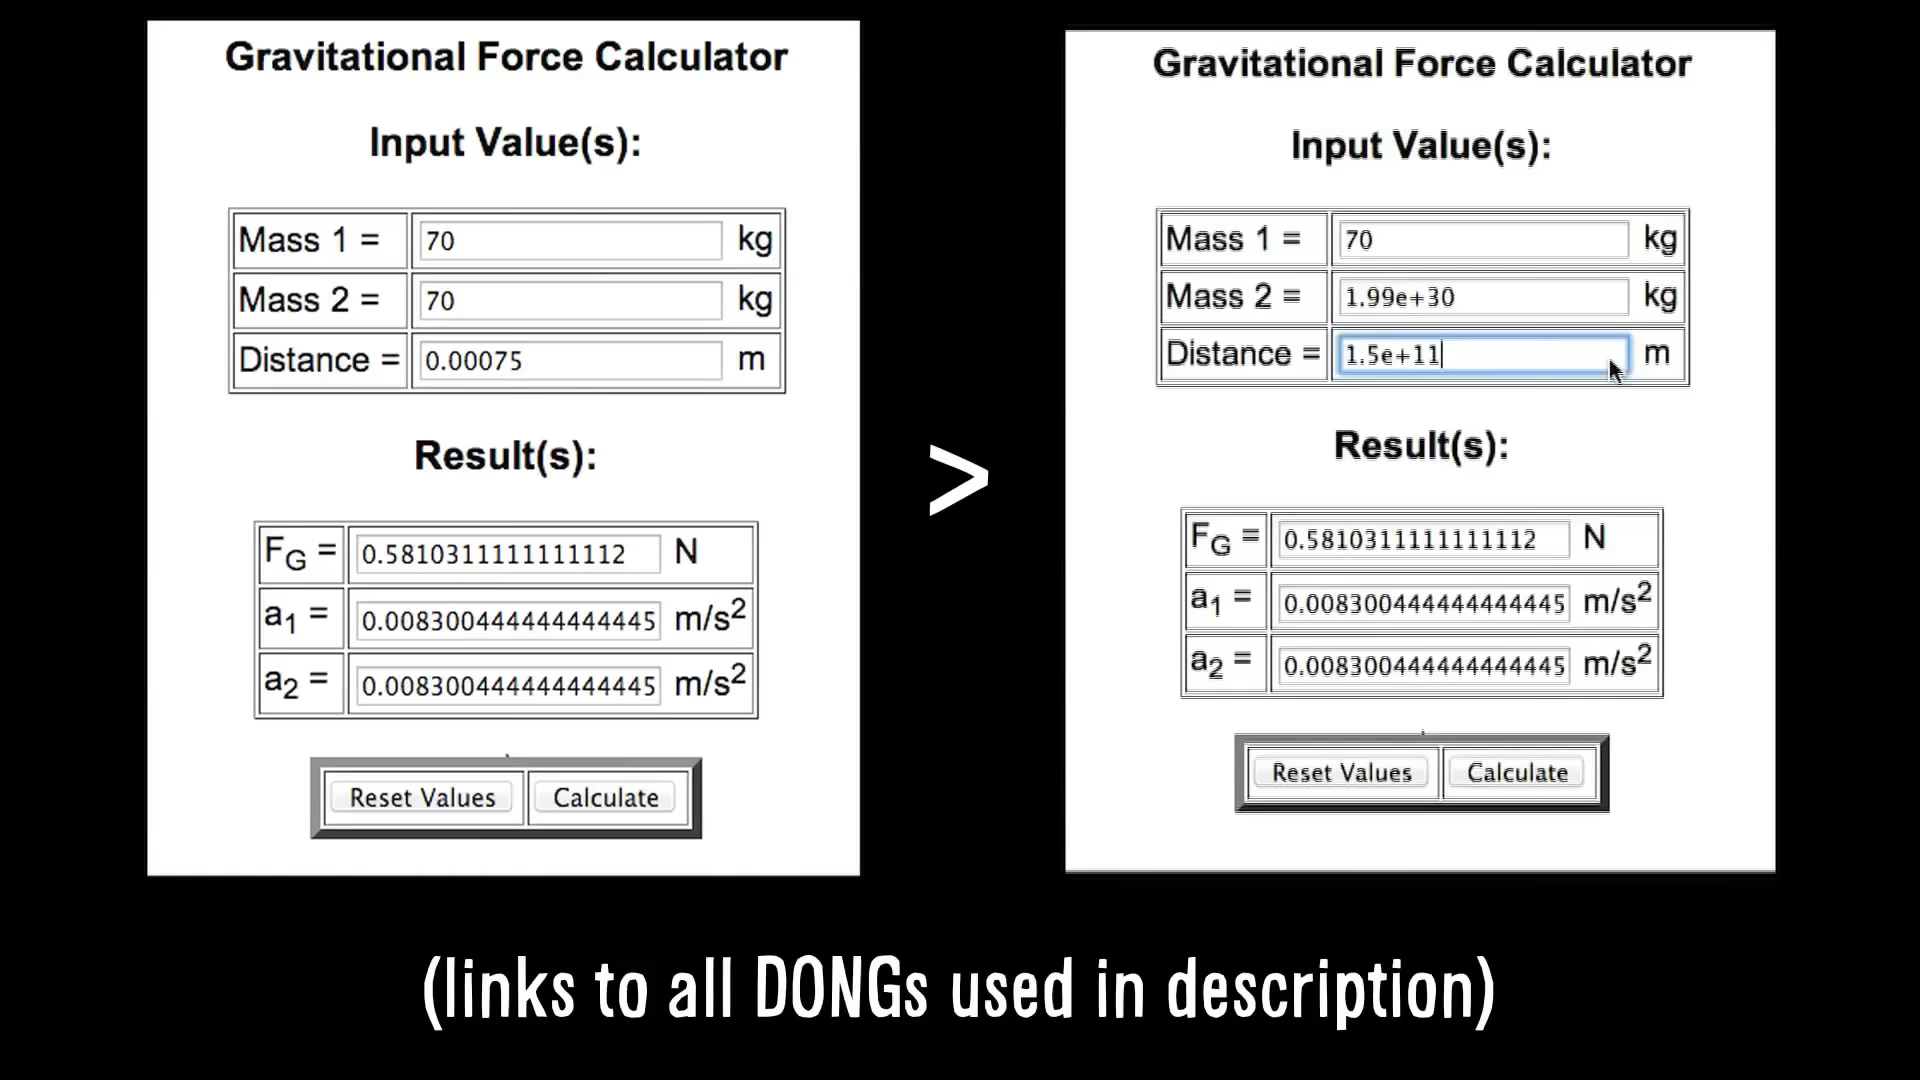 Gravitational Force Calculator
Input Value(s):
Mass 1 = 70 kg
Mass 2 = 70 kg
Distance = 0.00075 m
Result(s):
FG = 0.5810311111111112 N
a1 = 0.008300444444444445 m/s2
a2 = 0.008300444444444445 m/s2
Reset Values Calculate
>
Gravitational Force Calculator
Input Value(s):
Mass 1 = 70 kg
Mass 2 = 1.99e+30 kg
Distance = 1.5e+11 m
Result(s):
FG = 0.5810311111111112 N
a1 = 0.008300444444444445 m/s2
a2 = 0.008300444444444445 m/s2
Reset Values Calculate
(links to all DONGs used in description)